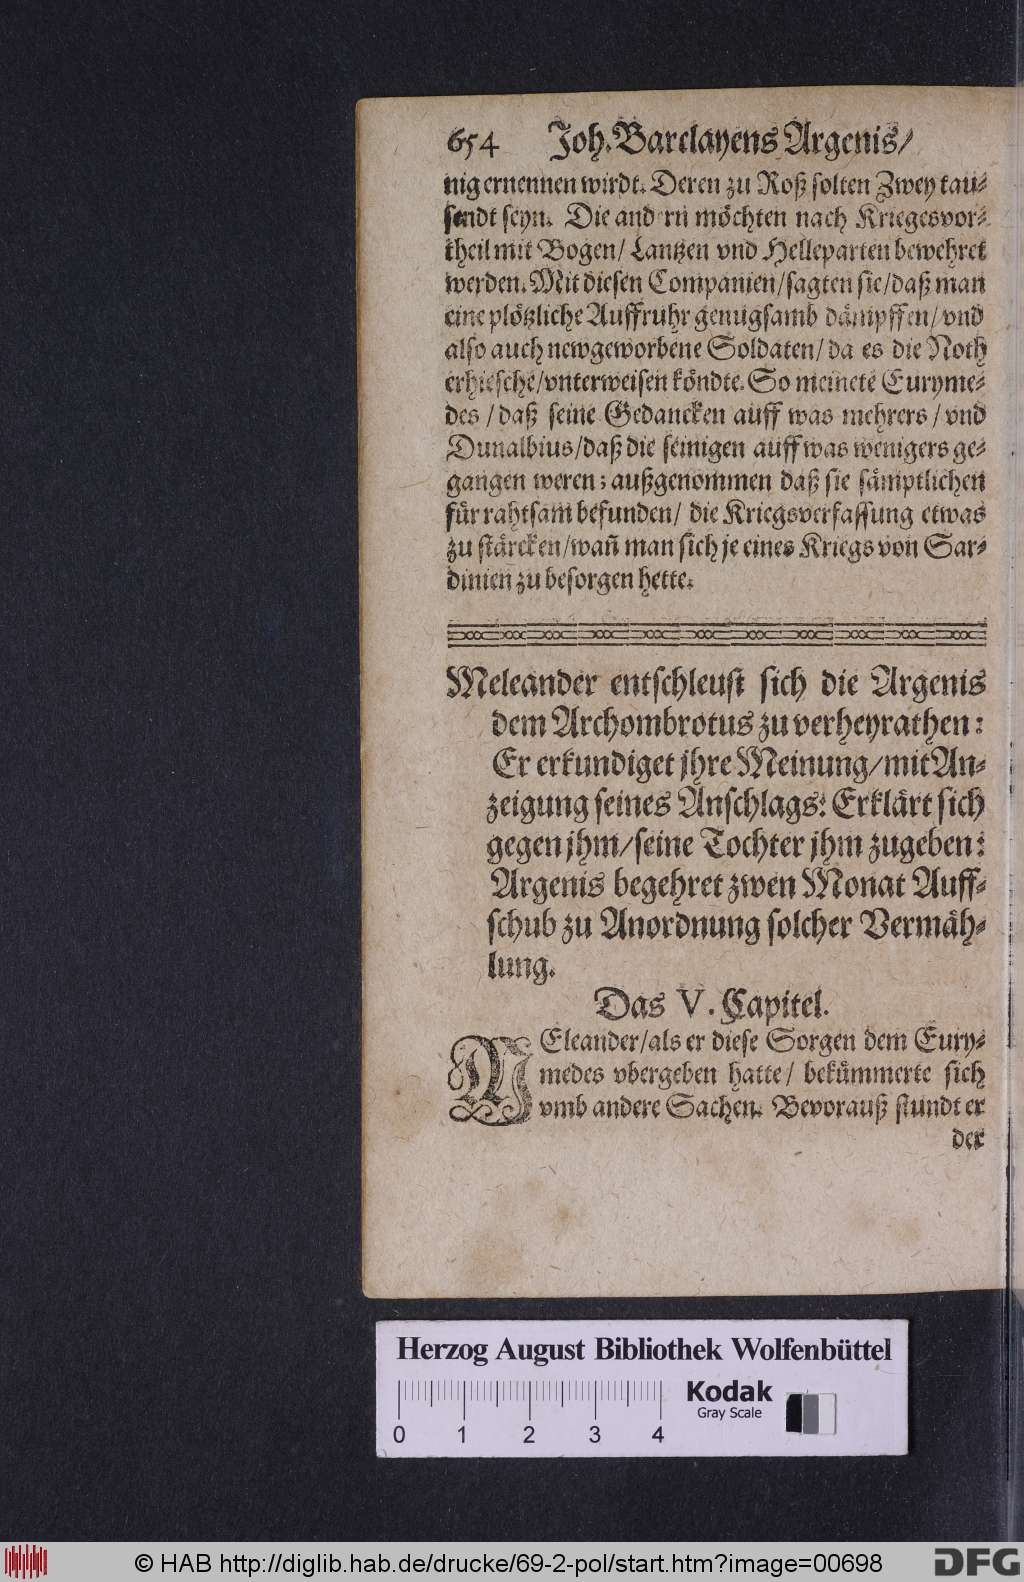 654 Joh. Barclayens Argenis/
nig ernennen wirdt. Deren zu Roß solten Zwey tau-
sendt seyn. Die andern möchten nach Kriegesvor-
theil mit Bogen/ Lantzen vnd Helleparten bewehret
werden. Mit diesen Companien/sagten sie/daß man
eine plötzliche Auffruhr genugsamb dämpffen/vnd
also auch newgeworbene Soldaten/ da es die Noth
erhiesche/vnterweisen köndte. So meinete Euryme-
des / daß seine Gedancken auff was mehrers / vnd
Dunalbius/daß die seinigen auff was wenigers ge-
gangen weren; außgenommen daß sie sämptlichen
für rahtsam befunden/ die Kriegsverfassung etwas
zu stärcken/wañ man sich je eines Kriegs von Sar-
dinien zu besorgen hette.
Meleander entschleust sich die Argenis
dem Archombrotus zu verheyrathen:
Er erkundiget jhre Meinung/mit An-
zeigung seines Anschlags: Erklärt sich
gegen jhm/seine Tochter jhm zugeben:
Argenis begehret zwen Monat Auff-
schub zu Anordnung solcher Vermäh-
lung.
Das V. Capitel.
MEleander/als er diese Sorgen dem Eury-
medes vbergeben hatte/ bekümmerte sich
vmb andere Sachen. Bevorauß stundt er
der
Herzog August Bibliothek Wolfenbüttel
Kodak
Gray Scale
0 1 2 3 4
© HAB http://diglib.hab.de/drucke/69-2-pol/start.htm?image=00698
DFG